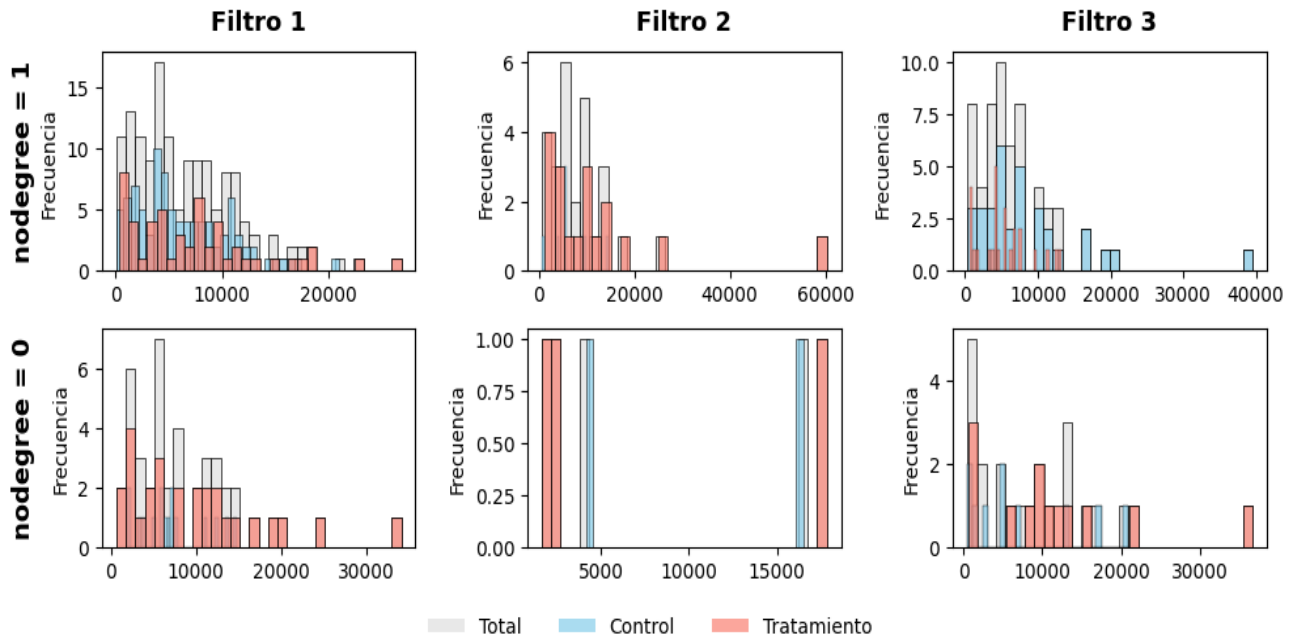 Filtro 1 Filtro 2 Filtro 3
nodegree = 1
Frecuencia
15
10
5
0
0 10000 20000
Frecuencia
6
4
2
0
0 20000 40000 60000
Frecuencia
10.0
7.5
5.0
2.5
0.0
0 10000 20000 30000 40000
nodegree = 0
Frecuencia
6
4
2
0
0 10000 20000 30000
Frecuencia
1.00
0.75
0.50
0.25
0.00
5000 10000 15000
Frecuencia
4
2
0
0 10000 20000 30000
Total Control Tratamiento